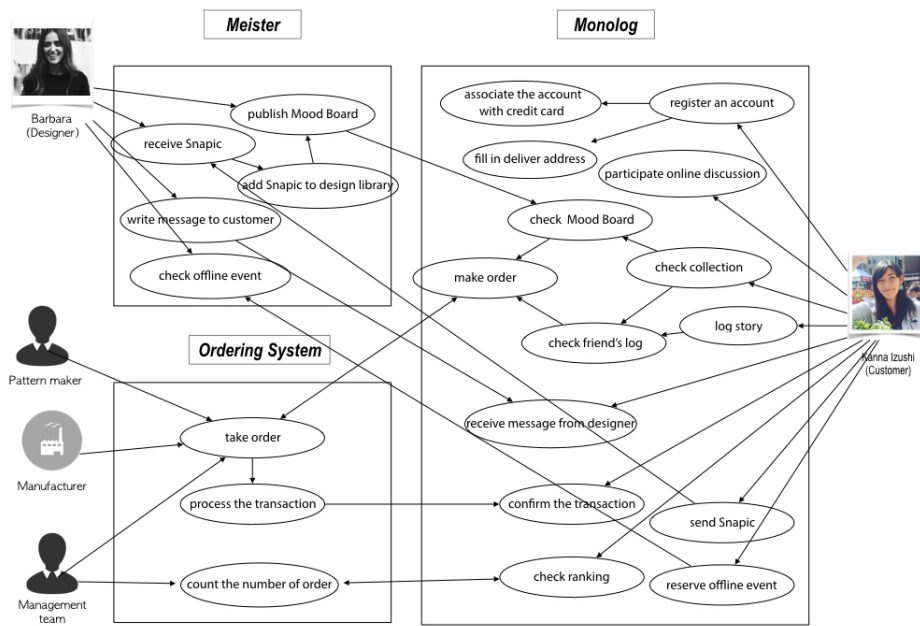 Meister
Monolog
Barbara
(Designer)
publish Mood Board
receive Snapic
add Snapic to design library
write message to customer
check offline event
associate the account
with credit card
register an account
fill in deliver address
participate online discussion
check Mood Board
check collection
make order
log story
check friend's log
Kanna Izushi
(Customer)
receive message from designer
confirm the transaction
send Snapic
check ranking
reserve offline event
Ordering System
Pattern maker
take order
Manufacturer
process the transaction
count the number of order
Management
team